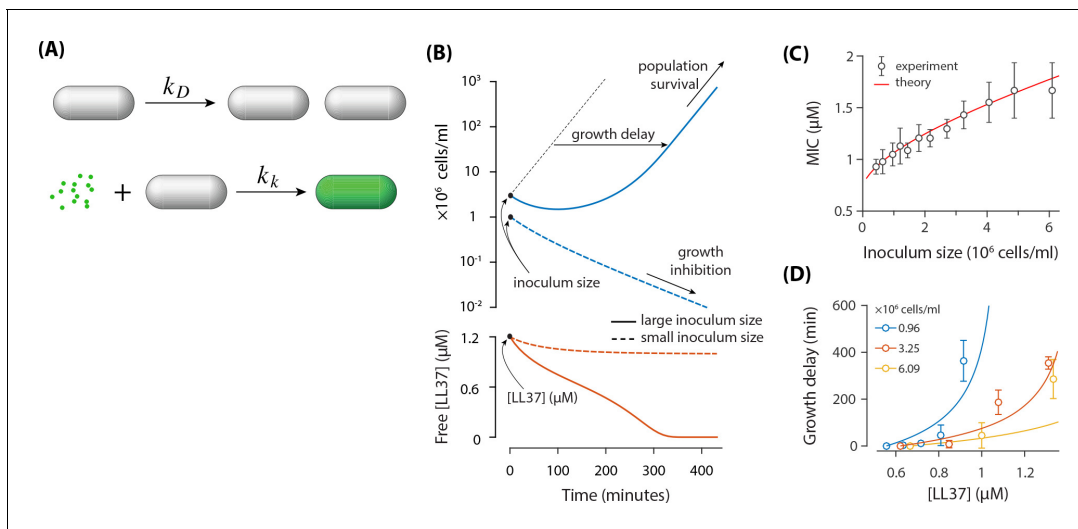 (A)
k_D
+
k_k
(B)
population
survival
10³
growth delay
10²
10
×10⁶ cells/ml
1
10⁻¹
growth
inhibition
inoculum size
10⁻²
large inoculum size
small inoculum size
1.2
0.6
0
Free [LL37] (µM)
[LL37] (µM)
0 100 200 300 400
Time (minutes)
(C)
2
experiment
theory
1.5
1
0.5
MIC (µM)
0 2 4 6
Inoculum size (10⁶ cells/ml)
(D)
600
400
200
0
Growth delay (min)
×10⁶ cells/ml
0.96
3.25
6.09
0.6 0.8 1 1.2
[LL37] (µM)